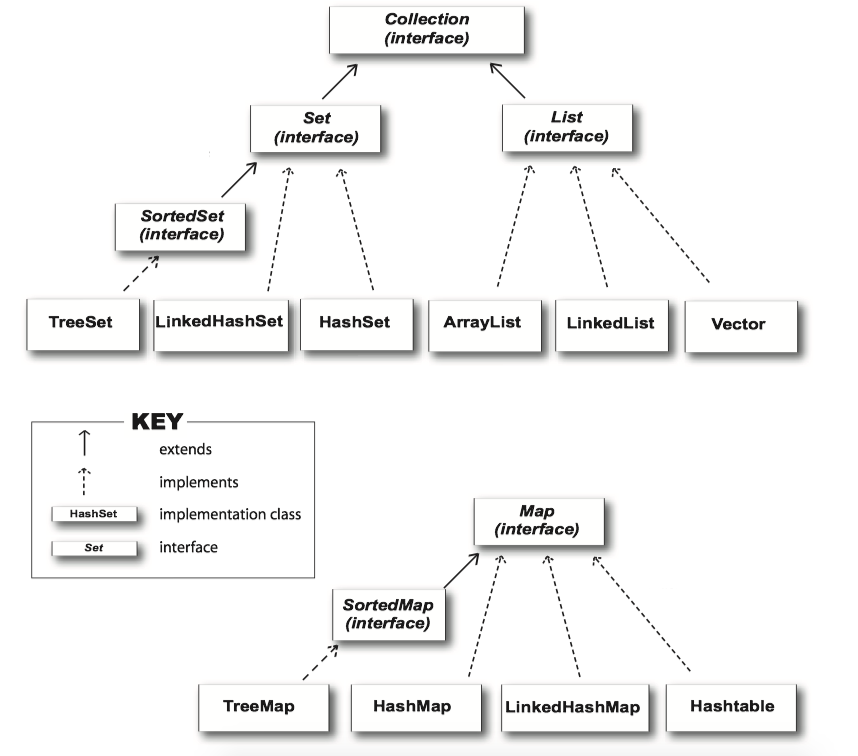 Collection
(interface)
Set
(interface)
List
(interface)
SortedSet
(interface)
TreeSet
LinkedHashSet
HashSet
ArrayList
LinkedList
Vector
KEY
extends
implements
HashSet
implementation class
Set
interface
Map
(interface)
SortedMap
(interface)
TreeMap
HashMap
LinkedHashMap
Hashtable